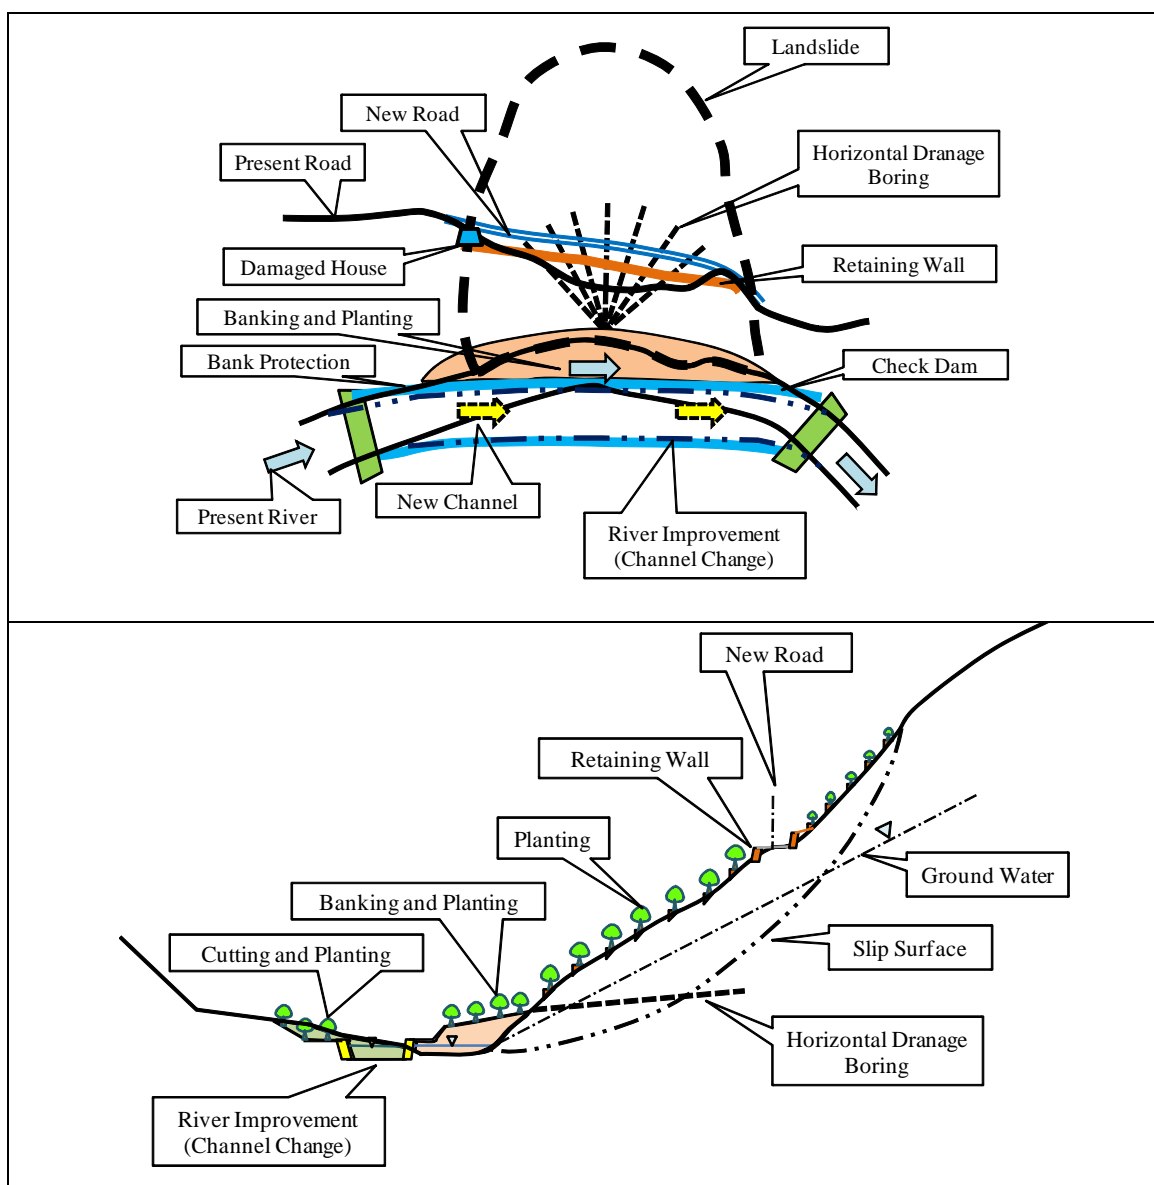 Landslide
New Road
Present Road
Horizontal Dranage
Boring
Damaged House
Retaining Wall
Banking and Planting
Bank Protection
Check Dam
New Channel
Present River
River Improvement
(Channel Change)
New Road
Retaining Wall
Planting
Ground Water
Banking and Planting
Cutting and Planting
Slip Surface
Horizontal Dranage
Boring
River Improvement
(Channel Change)